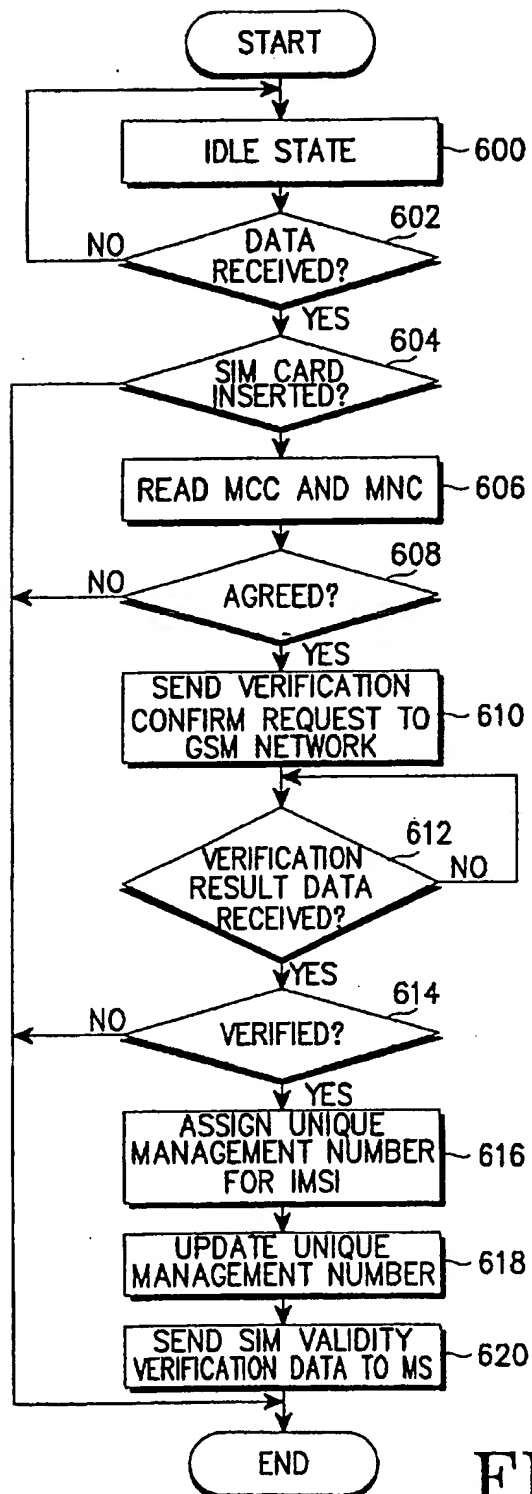 START
IDLE STATE
600
602
DATA
RECEIVED?
NO
YES
604
SIM CARD
INSERTED?
READ MCC AND MNC
606
608
AGREED?
NO
YES
SEND VERIFICATION
CONFIRM REQUEST TO
GSM NETWORK
610
612
VERIFICATION
RESULT DATA
RECEIVED?
NO
YES
614
VERIFIED?
NO
YES
ASSIGN UNIQUE
MANAGEMENT NUMBER
FOR IMSI
616
UPDATE UNIQUE
MANAGEMENT NUMBER
618
SEND SIM VALIDITY
VERIFICATION DATA TO MS
620
END